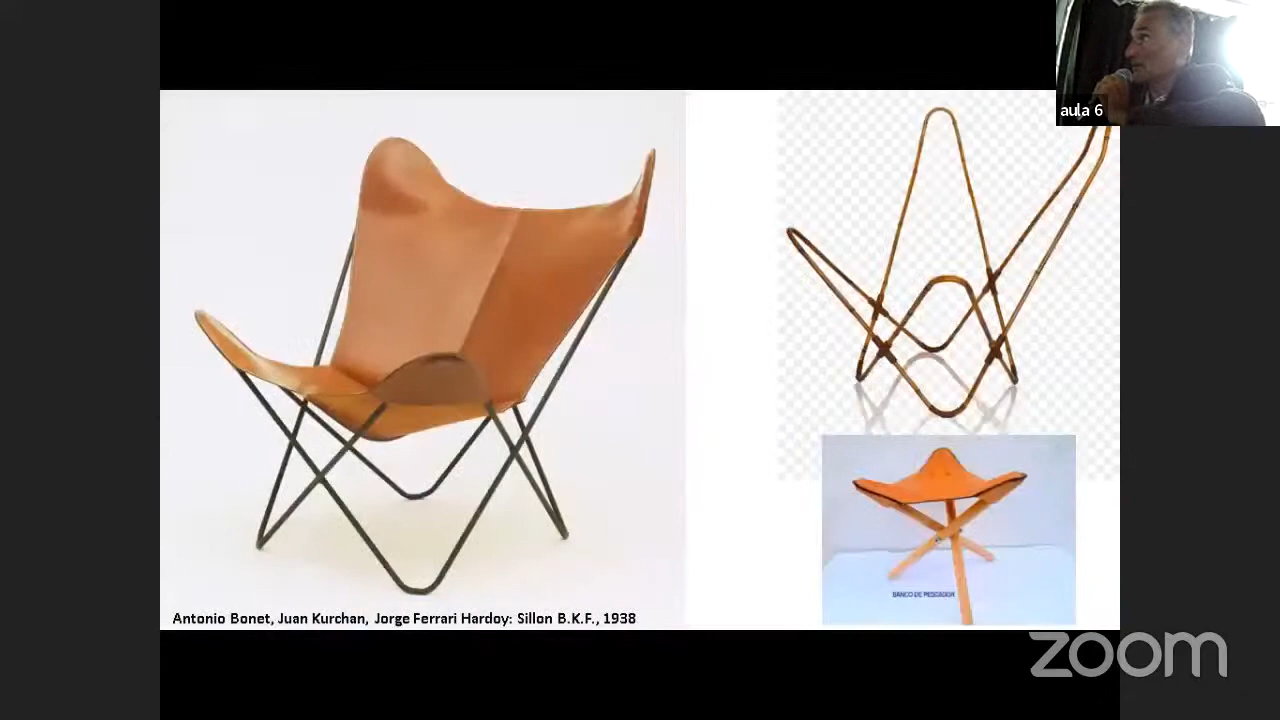 aula 6
BANCO DE PESCADOR
Antonio Bonet, Juan Kurchan, Jorge Ferrari Hardoy: Sillon B.K.F., 1938
zoom